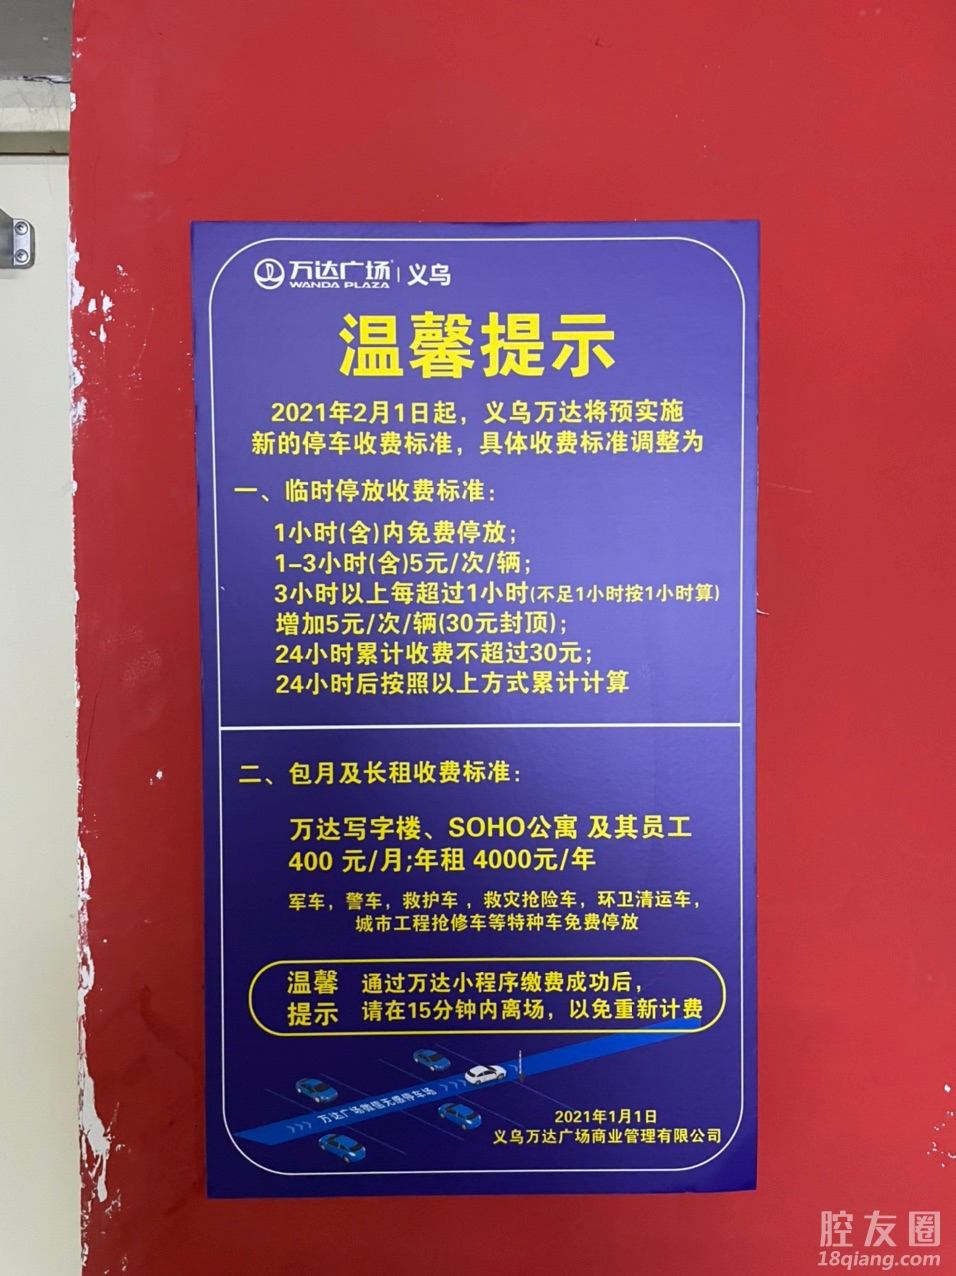 万达广场 | 义乌
WANDA PLAZA
温馨提示
2021年2月1日起，义乌万达将预实施
新的停车收费标准，具体收费标准调整为
一、临时停放收费标准：
1小时(含)内免费停放；
1-3小时(含)5元/次/辆；
3小时以上每超过1小时(不足1小时按1小时算)
增加5元/次/辆(30元封顶)；
24小时累计收费不超过30元；
24小时后按照以上方式累计计算
二、包月及长租收费标准：
万达写字楼、SOHO公寓 及其员工
400 元/月;年租 4000元/年
军车，警车，救护车 ，救灾抢险车，环卫清运车，
城市工程抢修车等特种车免费停放
温馨
提示
通过万达小程序缴费成功后，
请在15分钟内离场，以免重新计费
万达广场微信无感停车场
2021年1月1日
义乌万达广场商业管理有限公司
腔友圈
18qiang.com